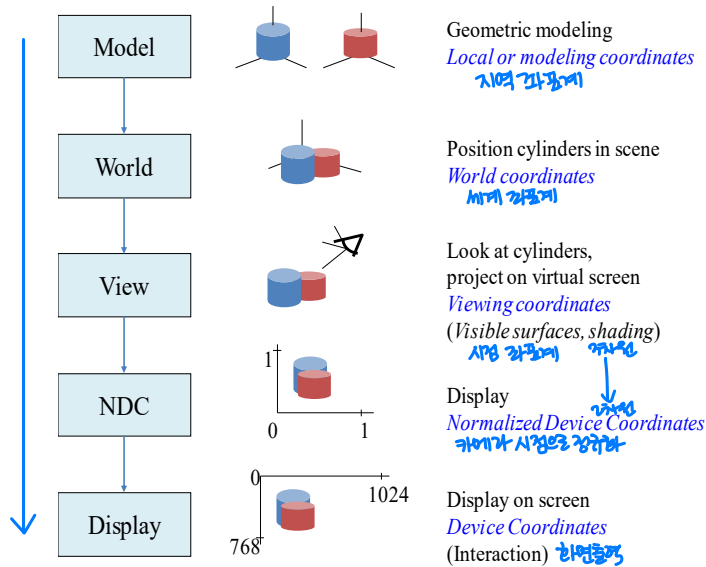 Model
Geometric modeling
Local or modeling coordinates
지역 좌표계
World
Position cylinders in scene
World coordinates
세계 좌표계
View
Look at cylinders,
project on virtual screen
Viewing coordinates
(Visible surfaces, shading)
시점 좌표계 3차원
1
NDC
0 1
Display
2차원
Normalized Device Coordinates
카메라 시점으로 정규화
0
1024
768
Display
Display on screen
Device Coordinates
(Interaction) 화면출력